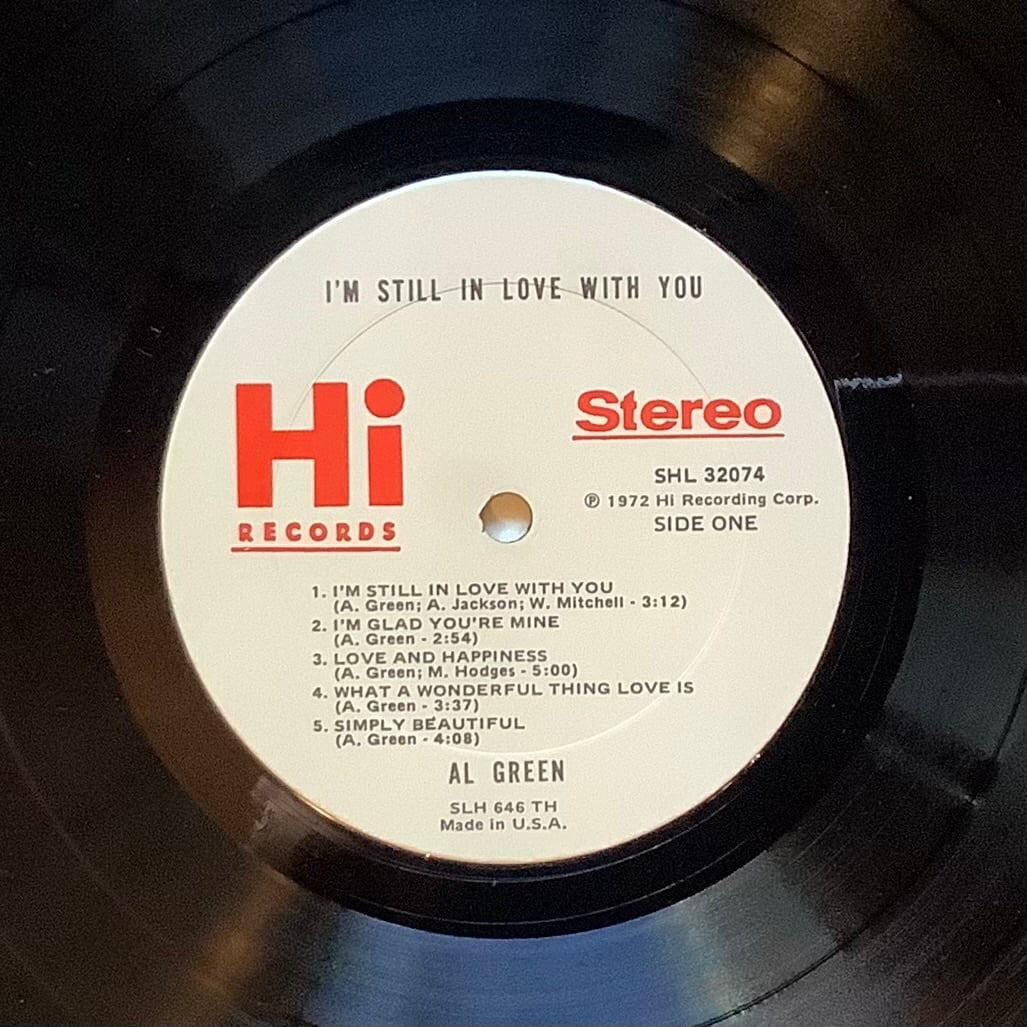 I'M STILL IN LOVE WITH YOU
Hi
RECORDS
Stereo
SHL 32074
℗ 1972 Hi Recording Corp.
SIDE ONE
1. I'M STILL IN LOVE WITH YOU
(A. Green; A. Jackson; W. Mitchell - 3:12)
2. I'M GLAD YOU'RE MINE
(A. Green - 2:54)
3. LOVE AND HAPPINESS
(A. Green; M. Hodges - 5:00)
4. WHAT A WONDERFUL THING LOVE IS
(A. Green - 3:37)
5. SIMPLY BEAUTIFUL
(A. Green - 4:08)
AL GREEN
SLH 646 TH
Made in U.S.A.